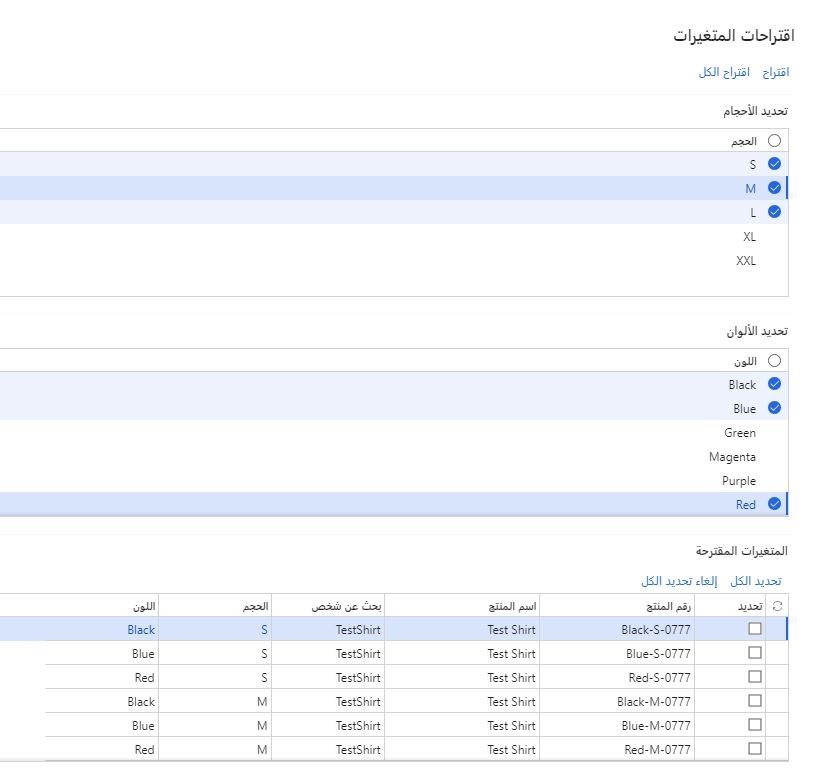 اقتراحات المتغيرات
اقتراح اقتراح الكل
تحديد الأحجام
الحجم
S
M
L
XL
XXL
تحديد الألوان
اللون
Black
Blue
Green
Magenta
Purple
Red
المتغيرات المقترحة
تحديد الكل إلغاء تحديد الكل
تحديد رقم المنتج اسم المنتج بحث عن شخص الحجم اللون
Black-S-0777 Test Shirt TestShirt S Black
Blue-S-0777 Test Shirt TestShirt S Blue
Red-S-0777 Test Shirt TestShirt S Red
Black-M-0777 Test Shirt TestShirt M Black
Blue-M-0777 Test Shirt TestShirt M Blue
Red-M-0777 Test Shirt TestShirt M Red